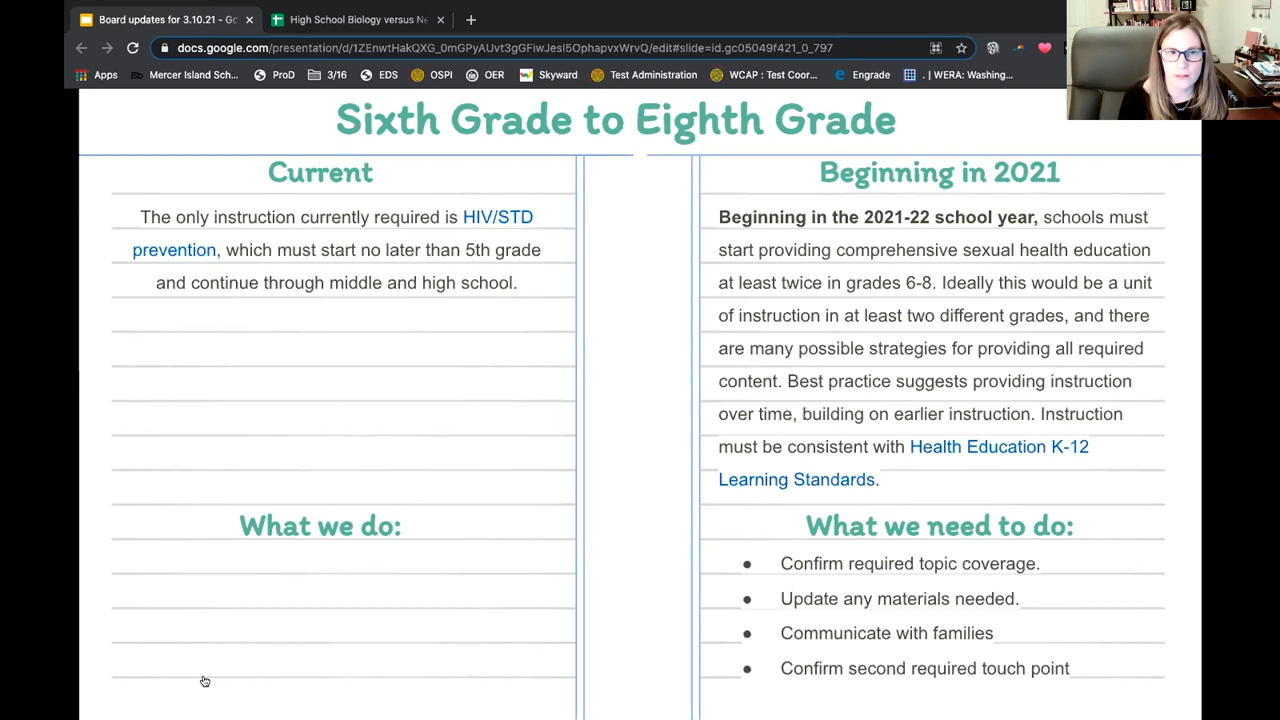 Board updates for 3.10.21 - Go
High School Biology versus Ne
docs.google.com/presentation/d/1ZEnwtHakQXG_0mGPyAUvt3gGFiwJesI5OphapvxWrvQ/edit#slide=id.gc05049f421_0_797
Apps Mercer Island Sch... ProD 3/16 EDS OSPI OER Skyward Test Administration WCAP : Test Coor... Engrade . | WERA: Washing...
Sixth Grade to Eighth Grade
Current
The only instruction currently required is HIV/STD
prevention, which must start no later than 5th grade
and continue through middle and high school.
What we do:
Beginning in 2021
Beginning in the 2021-22 school year, schools must
start providing comprehensive sexual health education
at least twice in grades 6-8. Ideally this would be a unit
of instruction in at least two different grades, and there
are many possible strategies for providing all required
content. Best practice suggests providing instruction
over time, building on earlier instruction. Instruction
must be consistent with Health Education K-12
Learning Standards.
What we need to do:
● Confirm required topic coverage.
● Update any materials needed.
● Communicate with families
● Confirm second required touch point